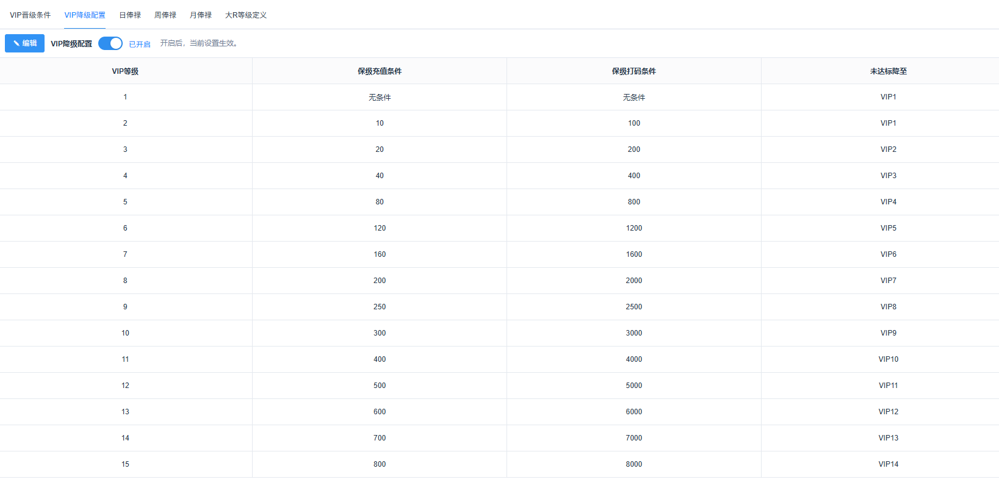 VIP晋级条件 VIP降级配置 日俸禄 周俸禄 月俸禄 大R等级定义
编辑 VIP降级配置 已开启 开启后，当前设置生效。
VIP等级 保级充值条件 保级打码条件 未达标降至
1 无条件 无条件 VIP1
2 10 100 VIP1
3 20 200 VIP2
4 40 400 VIP3
5 80 800 VIP4
6 120 1200 VIP5
7 160 1600 VIP6
8 200 2000 VIP7
9 250 2500 VIP8
10 300 3000 VIP9
11 400 4000 VIP10
12 500 5000 VIP11
13 600 6000 VIP12
14 700 7000 VIP13
15 800 8000 VIP14